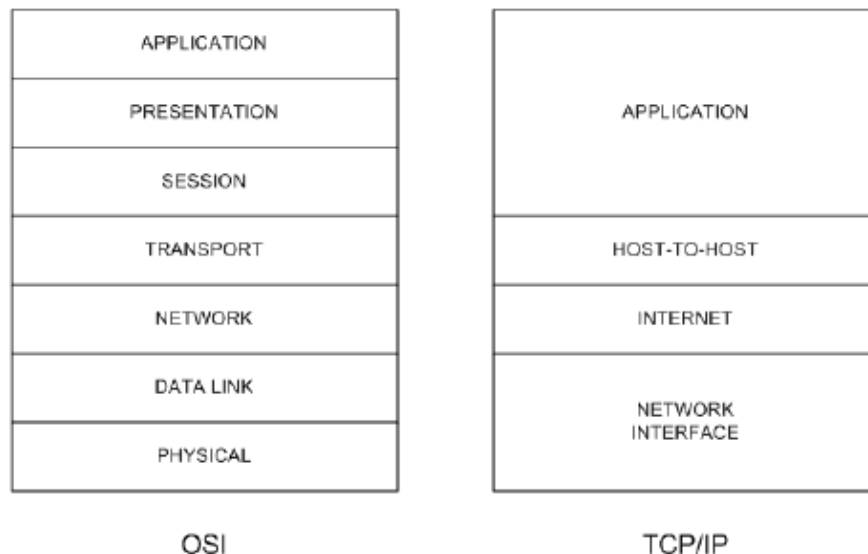 APPLICATION
PRESENTATION
SESSION
TRANSPORT
NETWORK
DATA LINK
PHYSICAL
OSI
APPLICATION
HOST-TO-HOST
INTERNET
NETWORK
INTERFACE
TCP/IP